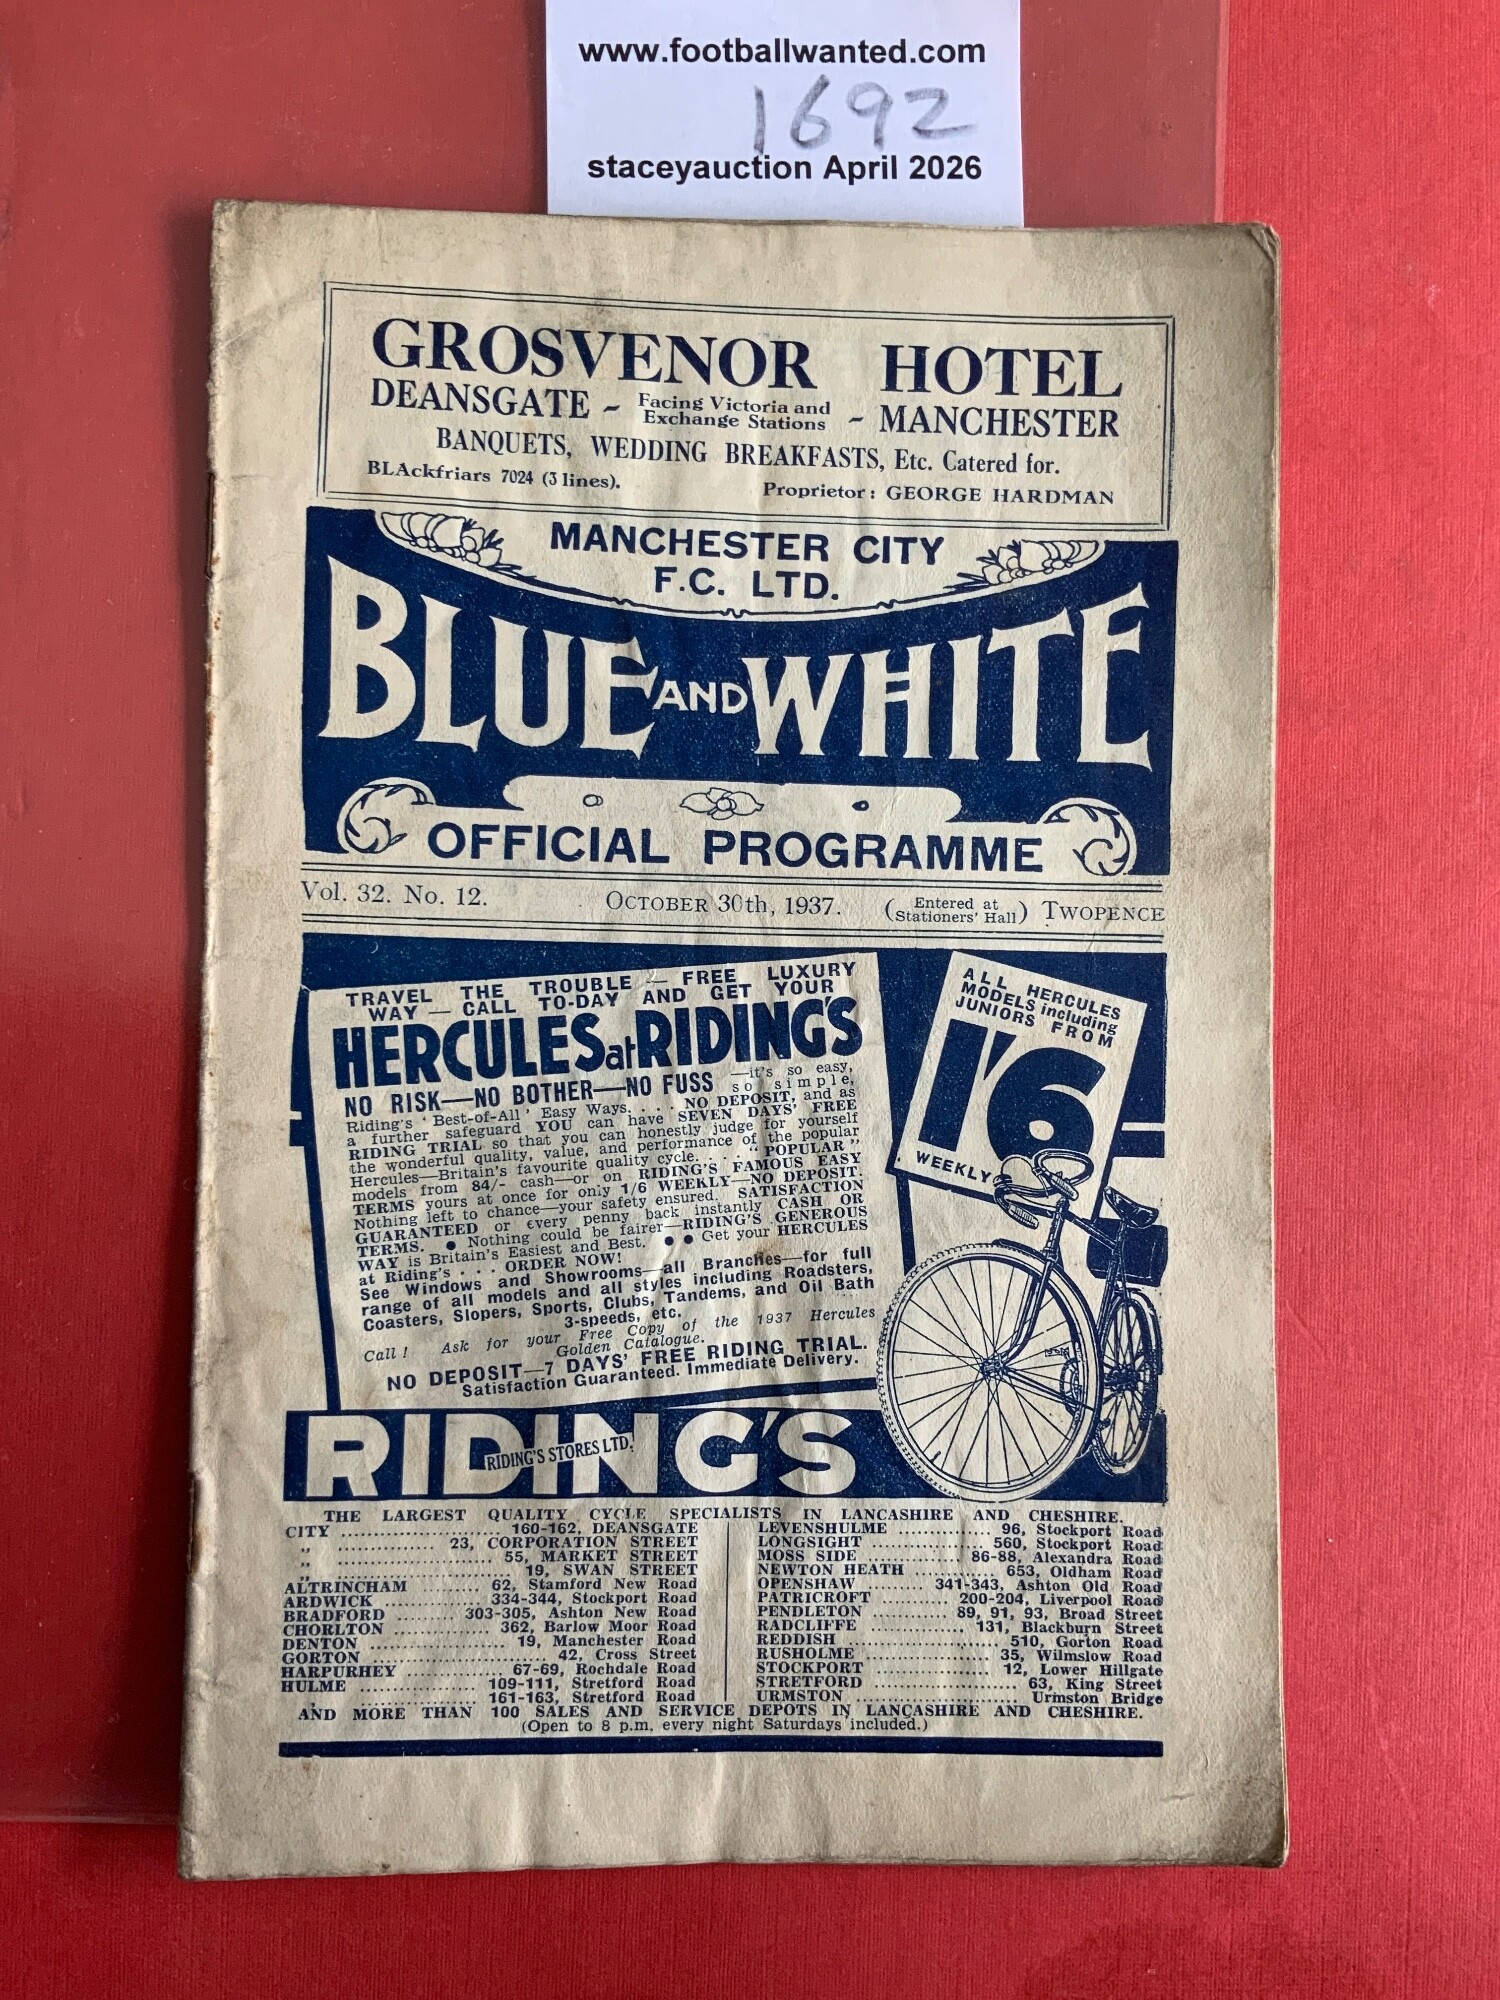 www.footballwanted.com
1692
staceyauction April 2026
GROSVENOR HOTEL
DEANSGATE ~ Facing Victoria and Exchange Stations ~ MANCHESTER
BANQUETS, WEDDING BREAKFASTS, Etc. Catered for.
BLAckfriars 7024 (3 lines).
Proprietor: GEORGE HARDMAN
MANCHESTER CITY
F.C. LTD.
BLUE AND WHITE
OFFICIAL PROGRAMME
Vol. 32. No. 12. OCTOBER 30th, 1937. (Entered at Stationers' Hall) TWOPENCE
TRAVEL THE TROUBLE — FREE LUXURY
WAY — CALL TO-DAY AND GET YOUR
HERCULES at RIDING'S
NO RISK—NO BOTHER—NO FUSS —it's so easy,
so simple,
Riding's 'Best-of-All' Easy Ways. . . . NO DEPOSIT, and as
a further safeguard YOU can have SEVEN DAYS' FREE
RIDING TRIAL so that you can honestly judge for yourself
the wonderful quality, value, and performance of the popular
Hercules—Britain's favourite quality cycle. . . . "POPULAR"
models from 84/- cash—or on RIDING'S FAMOUS EASY
TERMS yours at once for only 1/6 WEEKLY—NO DEPOSIT.
Nothing left to chance—your safety ensured. SATISFACTION
GUARANTEED or every penny back instantly CASH OR
TERMS. ● Nothing could be fairer—RIDING'S GENEROUS
WAY is Britain's Easiest and Best. ● ● Get your HERCULES
at Riding's . . . ORDER NOW!
See Windows and Showrooms—all Branches—for full
range of all models and all styles including Roadsters,
Coasters, Slopers, Sports, Clubs, Tandems, and Oil Bath
3-speeds, etc.
Call! Ask for your Free Copy of the 1937 Hercules
Golden Catalogue.
NO DEPOSIT—7 DAYS' FREE RIDING TRIAL.
Satisfaction Guaranteed. Immediate Delivery.
ALL HERCULES
MODELS including
JUNIORS FROM
1'6
WEEKLY
RIDING'S
RIDING'S STORES LTD.
THE LARGEST QUALITY CYCLE SPECIALISTS IN LANCASHIRE AND CHESHIRE.
CITY ........ 160-162, DEANSGATE
„ ........ 23, CORPORATION STREET
„ ........ 55, MARKET STREET
„ ........ 19, SWAN STREET
ALTRINCHAM ........ 62, Stamford New Road
ARDWICK ........ 334-344, Stockport Road
BRADFORD ........ 303-305, Ashton New Road
CHORLTON ........ 362, Barlow Moor Road
DENTON ........ 19, Manchester Road
GORTON ........ 42, Cross Street
HARPURHEY ........ 67-69, Rochdale Road
HULME ........ 109-111, Stretford Road
„ ........ 161-163, Stretford Road
LEVENSHULME ........ 96, Stockport Road
LONGSIGHT ........ 560, Stockport Road
MOSS SIDE ........ 86-88, Alexandra Road
NEWTON HEATH ........ 653, Oldham Road
OPENSHAW ........ 341-343, Ashton Old Road
PATRICROFT ........ 200-204, Liverpool Road
PENDLETON ........ 89, 91, 93, Broad Street
RADCLIFFE ........ 131, Blackburn Street
REDDISH ........ 510, Gorton Road
RUSHOLME ........ 35, Wilmslow Road
STOCKPORT ........ 12, Lower Hillgate
STRETFORD ........ 63, King Street
URMSTON ........ Urmston Bridge
AND MORE THAN 100 SALES AND SERVICE DEPOTS IN LANCASHIRE AND CHESHIRE.
(Open to 8 p.m. every night Saturdays included.)